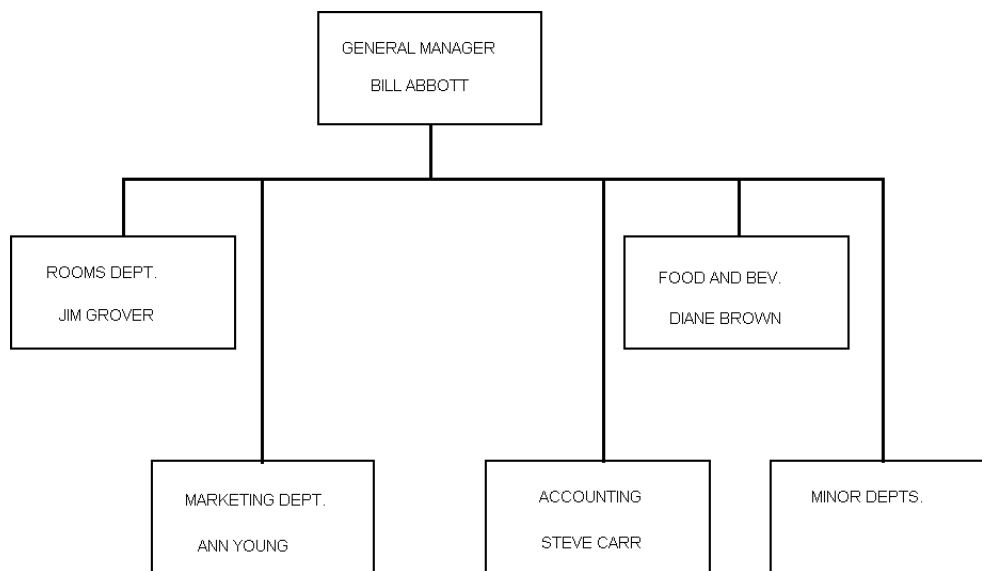 GENERAL MANAGER
BILL ABBOTT
ROOMS DEPT.
JIM GROVER
FOOD AND BEV.
DIANE BROWN
MARKETING DEPT.
ANN YOUNG
ACCOUNTING
STEVE CARR
MINOR DEPTS.